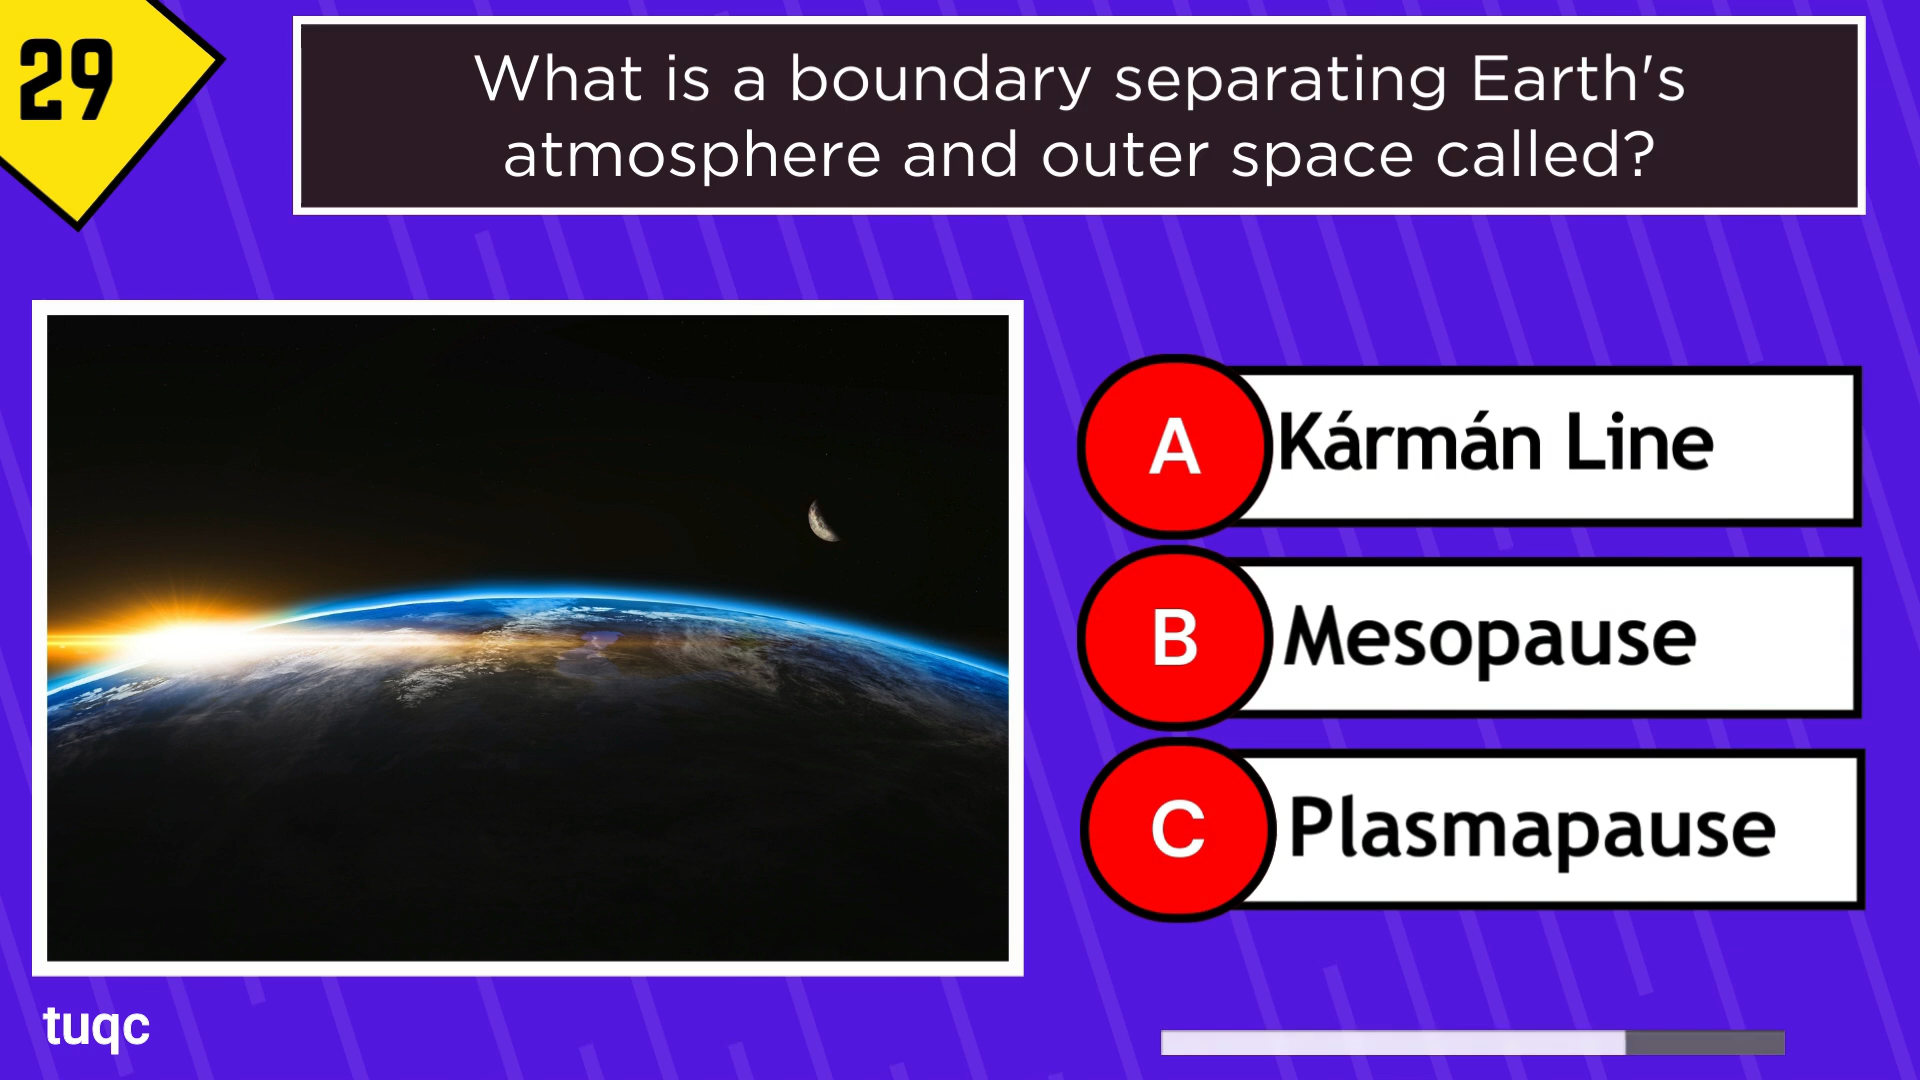 29
What is a boundary separating Earth's
atmosphere and outer space called?
A Kármán Line
B Mesopause
C Plasmapause
tuqc